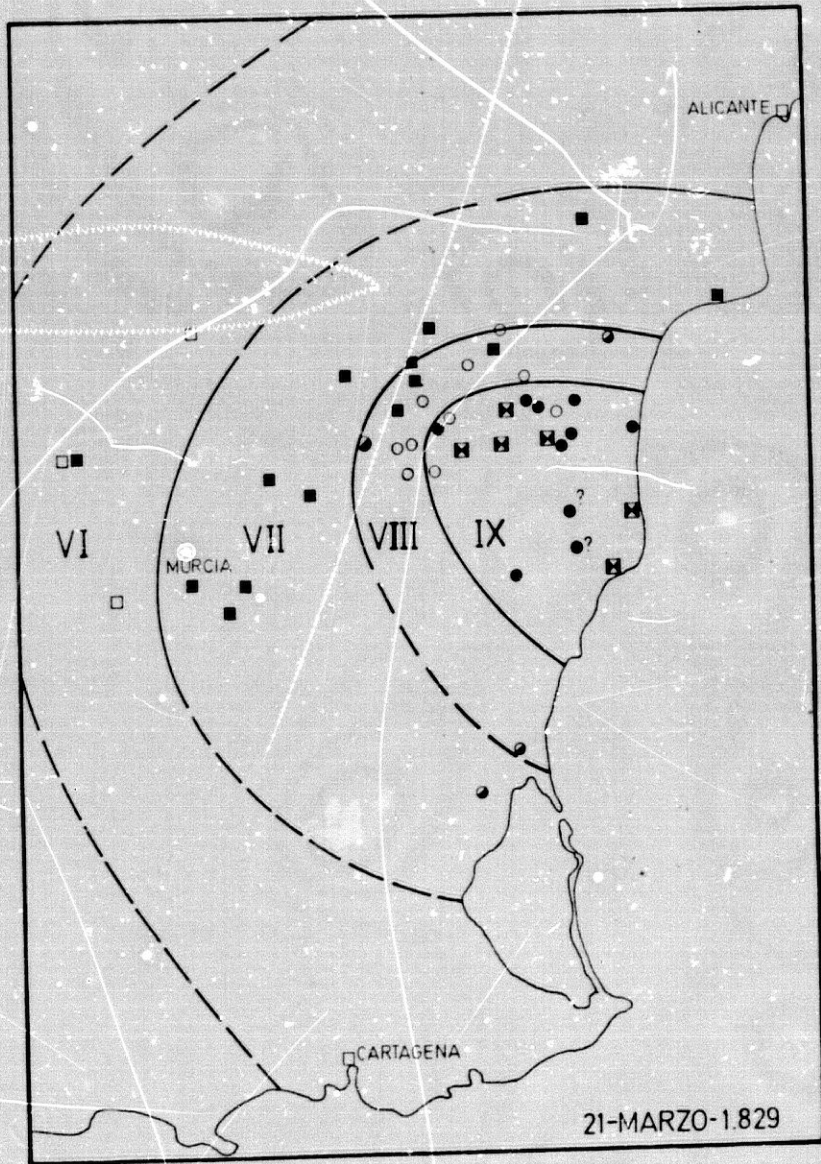 ALICANTE
VI
VII
VIII
IX
?
?
MURCIA
CARTAGENA
21-MARZO-1.829